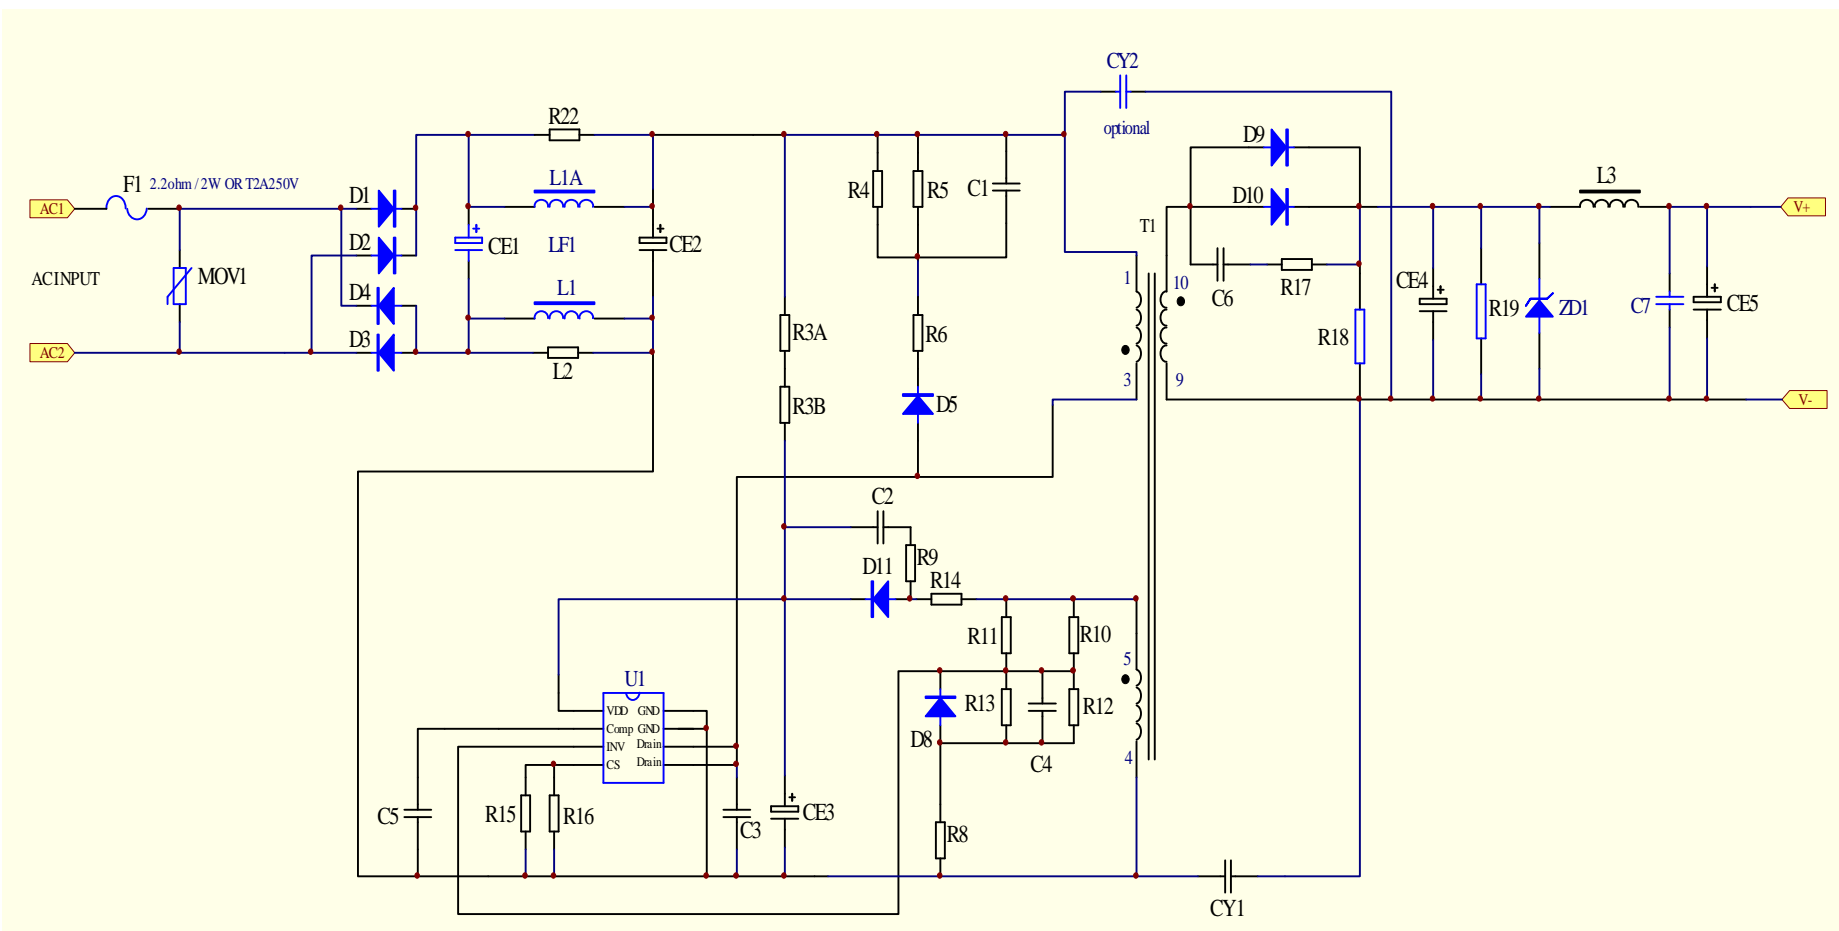 CY2
optional
R22
D9
F1 2.2ohm / 2W OR T2A250V
L1A
D1
R4
R5
C1
D10
L3
AC1
V+
D2
CE1
LF1
CE2
T1
ACINPUT
MOV1
D4
L1
1
10
C6
R17
CE4
R19
ZD1
C7
CE5
D3
L2
R3A
R6
R18
3
9
AC2
V-
R3B
D5
C2
D11
R9
R14
R11
R10
5
U1
VDD GND
Comp GND
INV Drain
CS Drain
R13
R12
D8
C4
4
C5
R15
R16
C3
CE3
R8
CY1